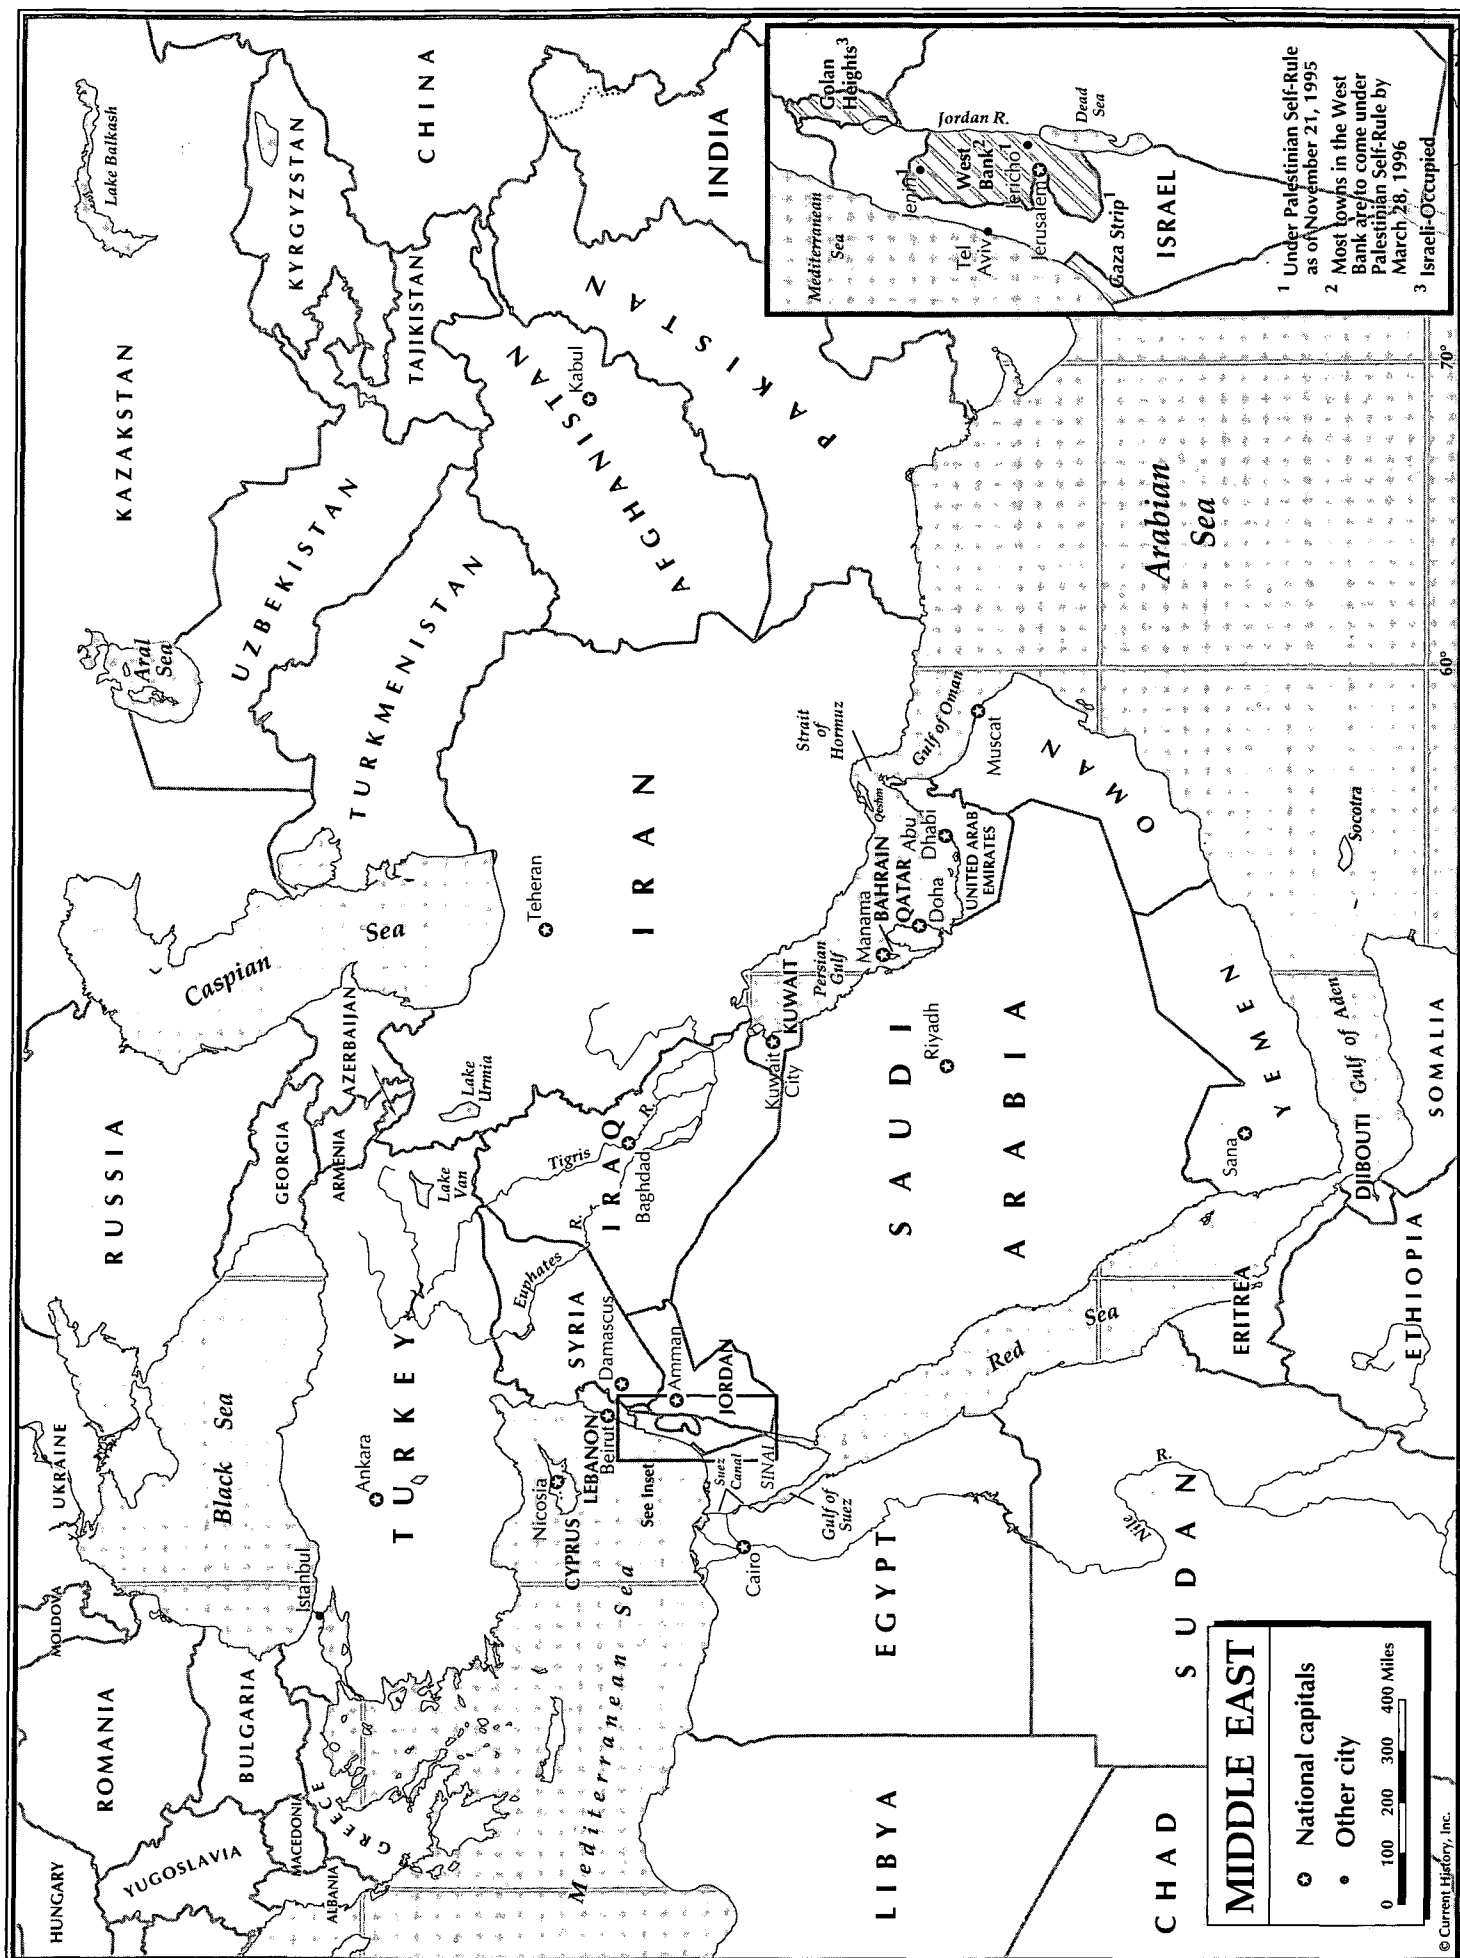 HUNGARY
ROMANIA
MOLDOVA
UKRAINE
RUSSIA
KAZAKSTAN
Lake Balkash
YUGOSLAVIA
BULGARIA
MACEDONIA
ALBANIA
GREECE
Istanbul
Black Sea
GEORGIA
ARMENIA
AZERBAIJAN
Caspian
Sea
Aral
Sea
UZBEKISTAN
TURKMENISTAN
KYRGYZSTAN
TAJIKISTAN
CHINA
Ankara
TURKEY
Lake
Van
Lake
Urmia
Teheran
IRAN
AFGHANISTAN
Kabul
PAKISTAN
INDIA
Mediterranean Sea
Nicosia
CYPRUS
LEBANON
Beirut
See Inset
SYRIA
Damascus
Euphates
R.
Tigris
R.
IRAQ
Baghdad
Amman
JORDAN
Suez
Canal
SINAI
Gulf of
Suez
Cairo
Kuwait
City
KUWAIT
Persian
Gulf
Manama
BAHRAIN
QATAR
Doha
Abu
Dhabi
UNITED ARAB
EMIRATES
Qeshm
Strait
of
Hormuz
Gulf of Oman
Muscat
OMAN
LIBYA
EGYPT
SAUDI
ARABIA
Riyadh
Red
Sea
Arabian
Sea
CHAD
SUDAN
Nile
R.
ERITREA
ETHIOPIA
DJIBOUTI
SOMALIA
Sana
YEMEN
Gulf of Aden
Socotra
60°
70°
Mediterranean
Sea
Golan
Heights3
Jordan R.
Jenin1
West
Bank2
Jericho1
Tel
Aviv
Jerusalem
Dead
Sea
Gaza Strip1
ISRAEL
1 Under Palestinian Self-Rule
as of November 21, 1995
2 Most towns in the West
Bank are to come under
Palestinian Self-Rule by
March 28, 1996
3 Israeli-Occupied
MIDDLE EAST
National capitals
Other city
0 100 200 300 400 Miles
© Current History, Inc.